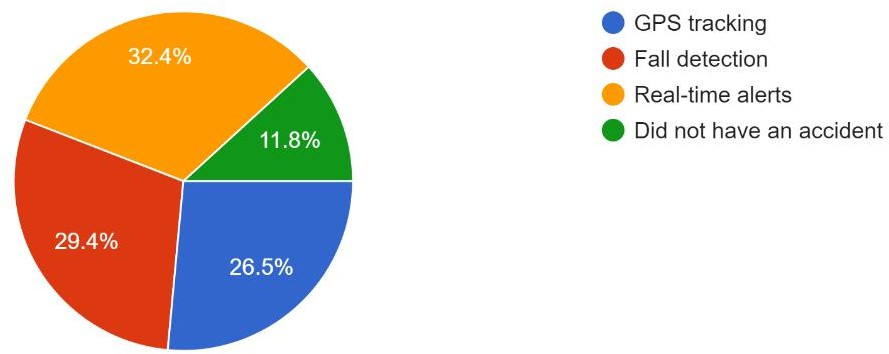 32.4%
11.8%
29.4%
26.5%
GPS tracking
Fall detection
Real-time alerts
Did not have an accident